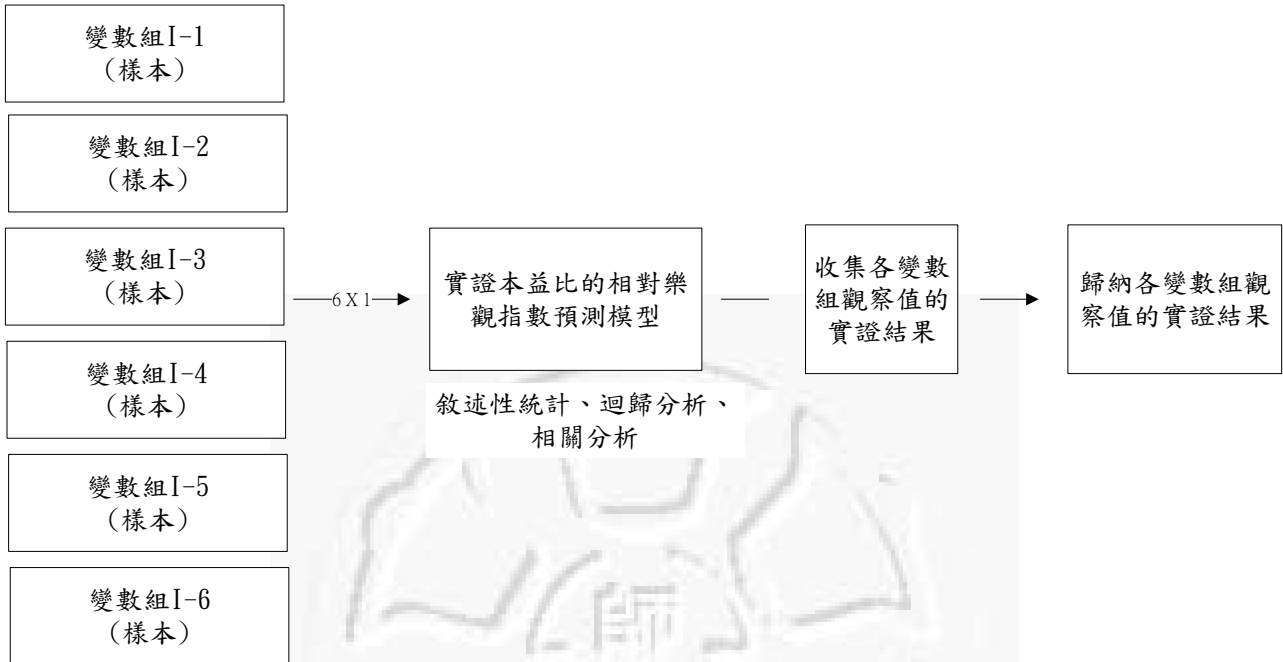 變數組I-1
(樣本)
變數組I-2
(樣本)
變數組I-3
(樣本)
變數組I-4
(樣本)
變數組I-5
(樣本)
變數組I-6
(樣本)
6X1
實證本益比的相對樂
觀指數預測模型
敘述性統計、迴歸分析、
相關分析
收集各變數
組觀察值的
實證結果
歸納各變數組觀
察值的實證結果
師